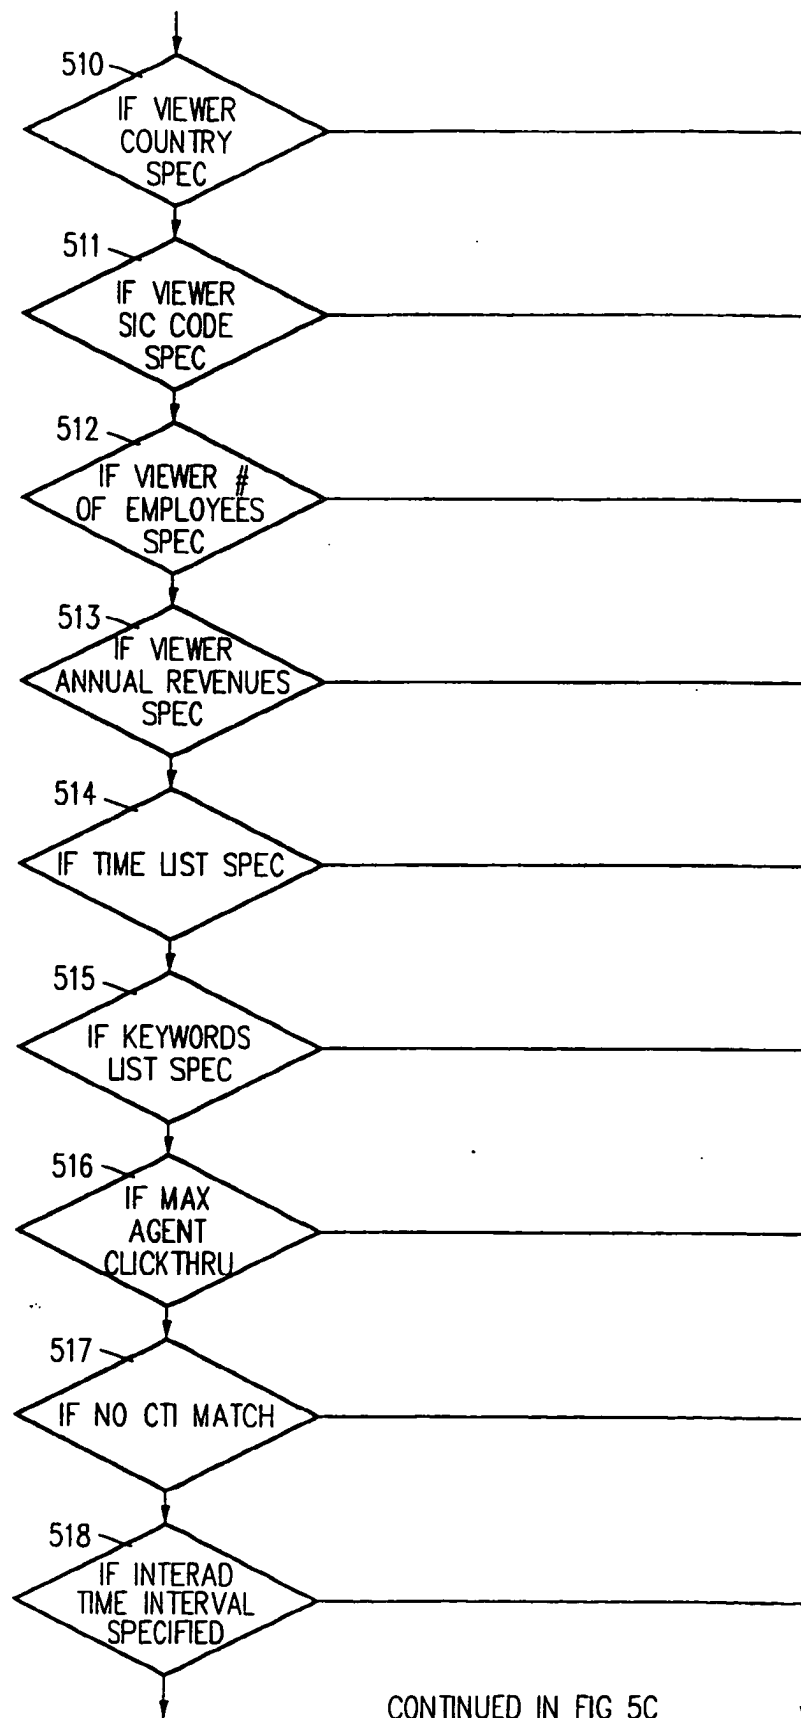 510
IF VIEWER
COUNTRY
SPEC
511
IF VIEWER
SIC CODE
SPEC
512
IF VIEWER #
OF EMPLOYEES
SPEC
513
IF VIEWER
ANNUAL REVENUES
SPEC
514
IF TIME LIST SPEC
515
IF KEYWORDS
LIST SPEC
516
IF MAX
AGENT
CLICKTHRU
517
IF NO CTI MATCH
518
IF INTERAD
TIME INTERVAL
SPECIFIED
CONTINUED IN FIG 5C